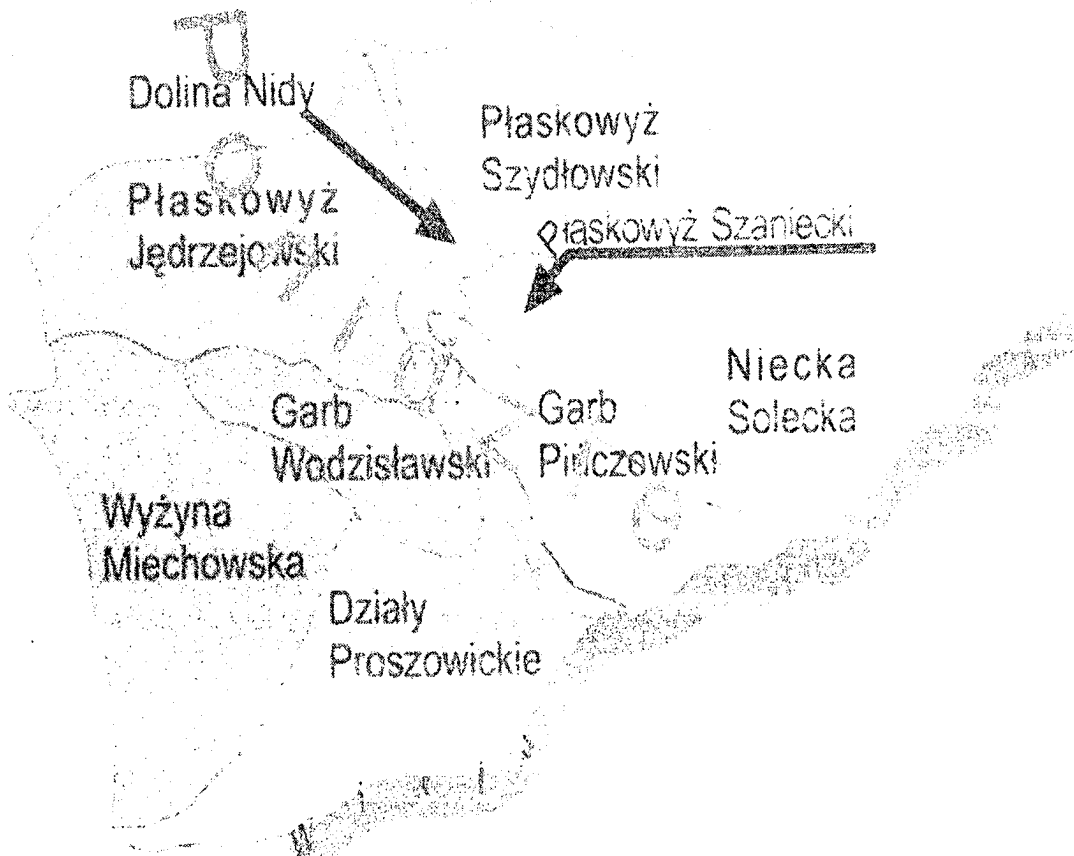 Dolina Nidy
Płaskowyż
Szydłowski
Płaskowyż
Jędrzejowski
Płaskowyż Szaniecki
Niecka
Solecka
Garb
Wodzisławski
Garb
Pińczowski
Wyżyna
Miechowska
Działy
Proszowickie